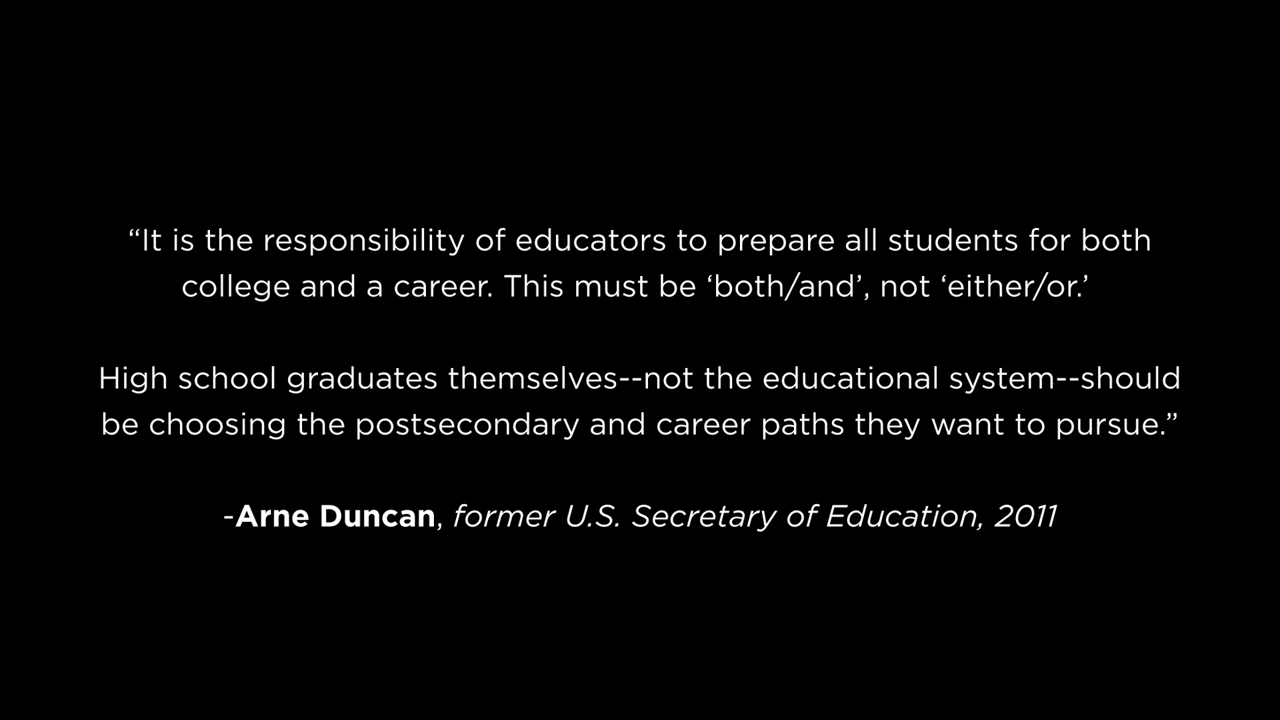 “It is the responsibility of educators to prepare all students for both
college and a career. This must be ‘both/and’, not ‘either/or.’
High school graduates themselves--not the educational system--should
be choosing the postsecondary and career paths they want to pursue.”
-Arne Duncan, former U.S. Secretary of Education, 2011